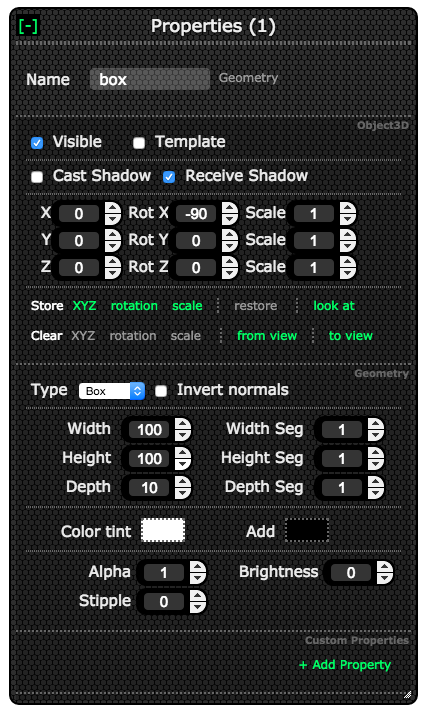 [-] Properties (1)
Name box Geometry
Object3D
Visible Template
Cast Shadow Receive Shadow
X 0 Rot X -90 Scale 1
Y 0 Rot Y 0 Scale 1
Z 0 Rot Z 0 Scale 1
Store XYZ rotation scale restore look at
Clear XYZ rotation scale from view to view
Geometry
Type Box Invert normals
Width 100 Width Seg 1
Height 100 Height Seg 1
Depth 10 Depth Seg 1
Color tint Add
Alpha 1 Brightness 0
Stipple 0
Custom Properties
+ Add Property